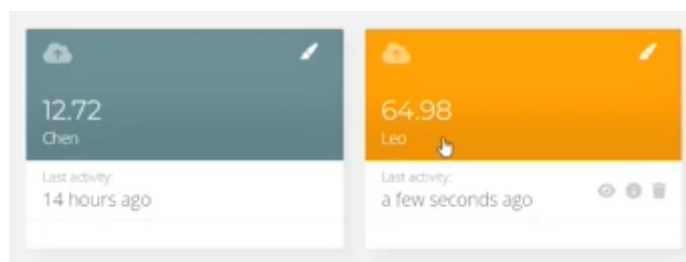 12.72
Chen
Last activity:
14 hours ago
64.98
Leo
Last activity:
a few seconds ago